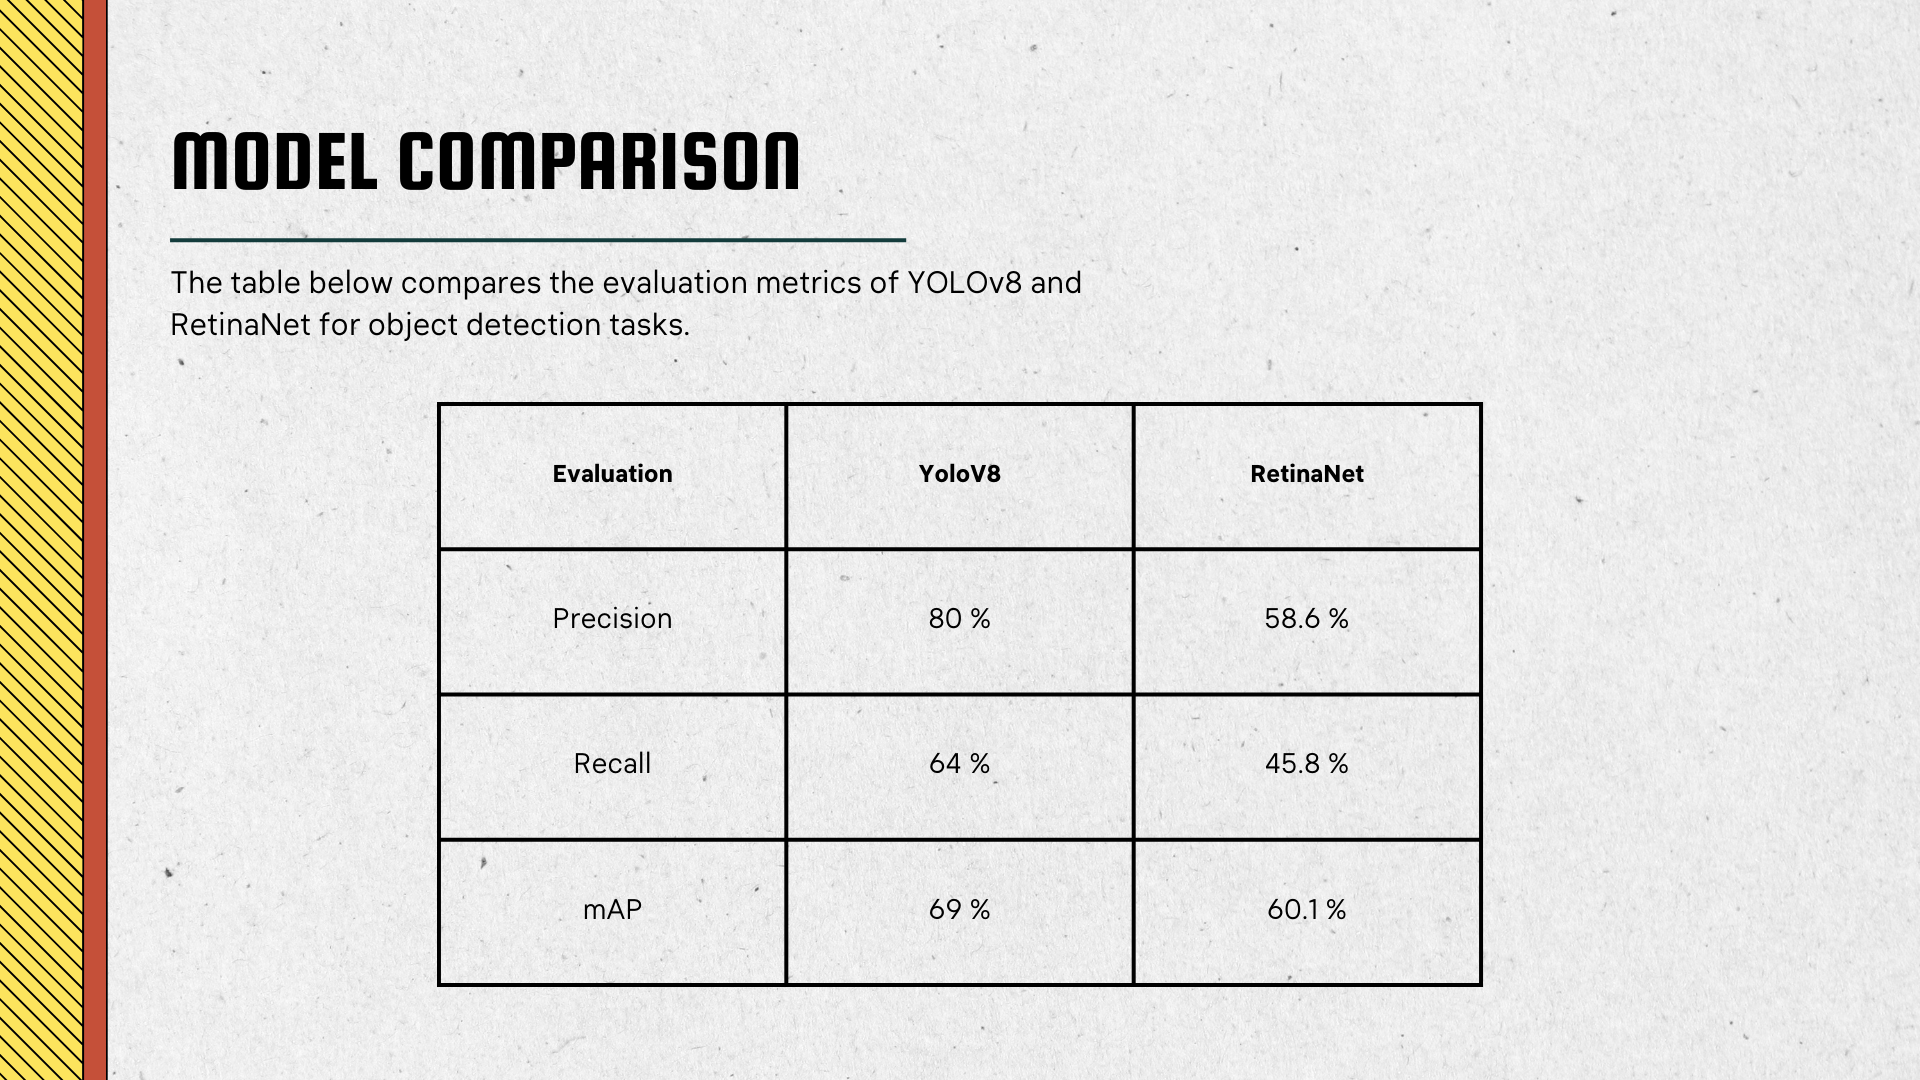 MODEL COMPARISON
The table below compares the evaluation metrics of YOLOv8 and
RetinaNet for object detection tasks.
Evaluation YoloV8 RetinaNet
Precision 80 % 58.6 %
Recall 64 % 45.8 %
mAP 69 % 60.1 %